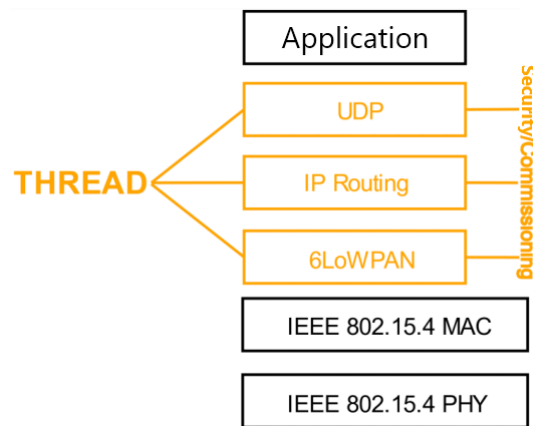 Application
UDP
THREAD
IP Routing
6LoWPAN
Security/Commissioning
IEEE 802.15.4 MAC
IEEE 802.15.4 PHY